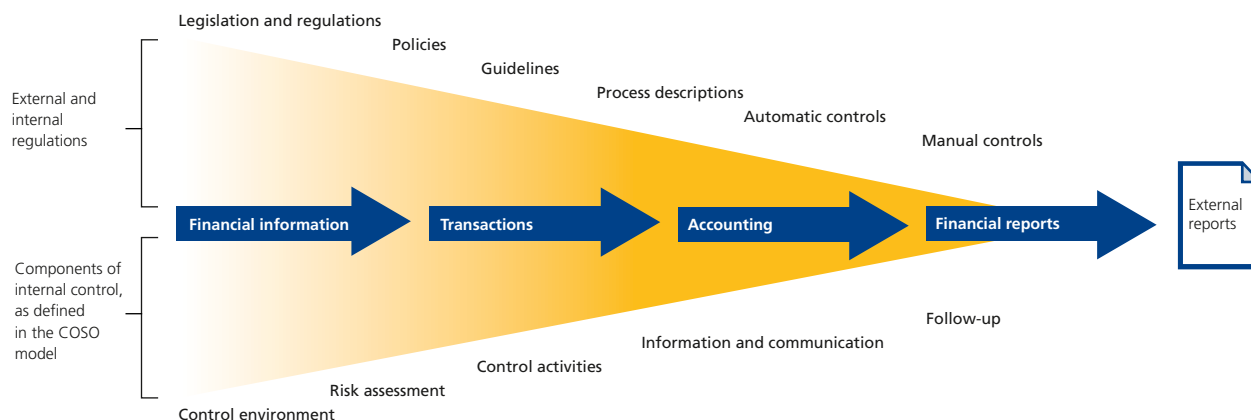 Legislation and regulations
Policies
Guidelines
Process descriptions
Automatic controls
Manual controls
External and
internal
regulations
Financial information
Transactions
Accounting
Financial reports
External
reports
Components of
internal control,
as defined
in the COSO
model
Follow-up
Information and communication
Control activities
Risk assessment
Control environment